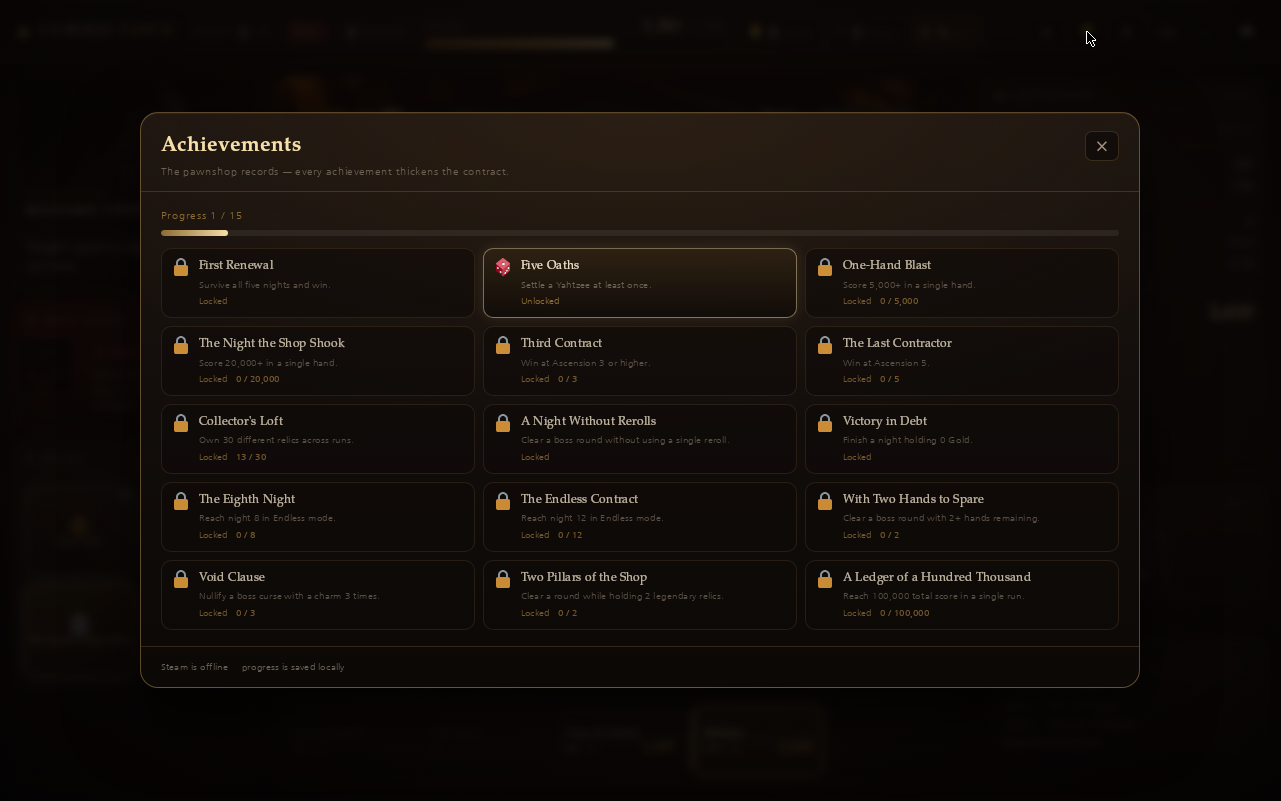 Achievements
The pawnshop records — every achievement thickens the contract.
Progress 1 / 15
First Renewal
Survive all five nights and win.
Locked
Five Oaths
Settle a Yahtzee at least once.
Unlocked
One-Hand Blast
Score 5,000+ in a single hand.
Locked 0 / 5,000
The Night the Shop Shook
Score 20,000+ in a single hand.
Locked 0 / 20,000
Third Contract
Win at Ascension 3 or higher.
Locked 0 / 3
The Last Contractor
Win at Ascension 5.
Locked 0 / 5
Collector's Loft
Own 30 different relics across runs.
Locked 13 / 30
A Night Without Rerolls
Clear a boss round without using a single reroll.
Locked
Victory in Debt
Finish a night holding 0 Gold.
Locked
The Eighth Night
Reach night 8 in Endless mode.
Locked 0 / 8
The Endless Contract
Reach night 12 in Endless mode.
Locked 0 / 12
With Two Hands to Spare
Clear a boss round with 2+ hands remaining.
Locked 0 / 2
Void Clause
Nullify a boss curse with a charm 3 times.
Locked 0 / 3
Two Pillars of the Shop
Clear a round while holding 2 legendary relics.
Locked 0 / 2
A Ledger of a Hundred Thousand
Reach 100,000 total score in a single run.
Locked 0 / 100,000
Steam is offline progress is saved locally